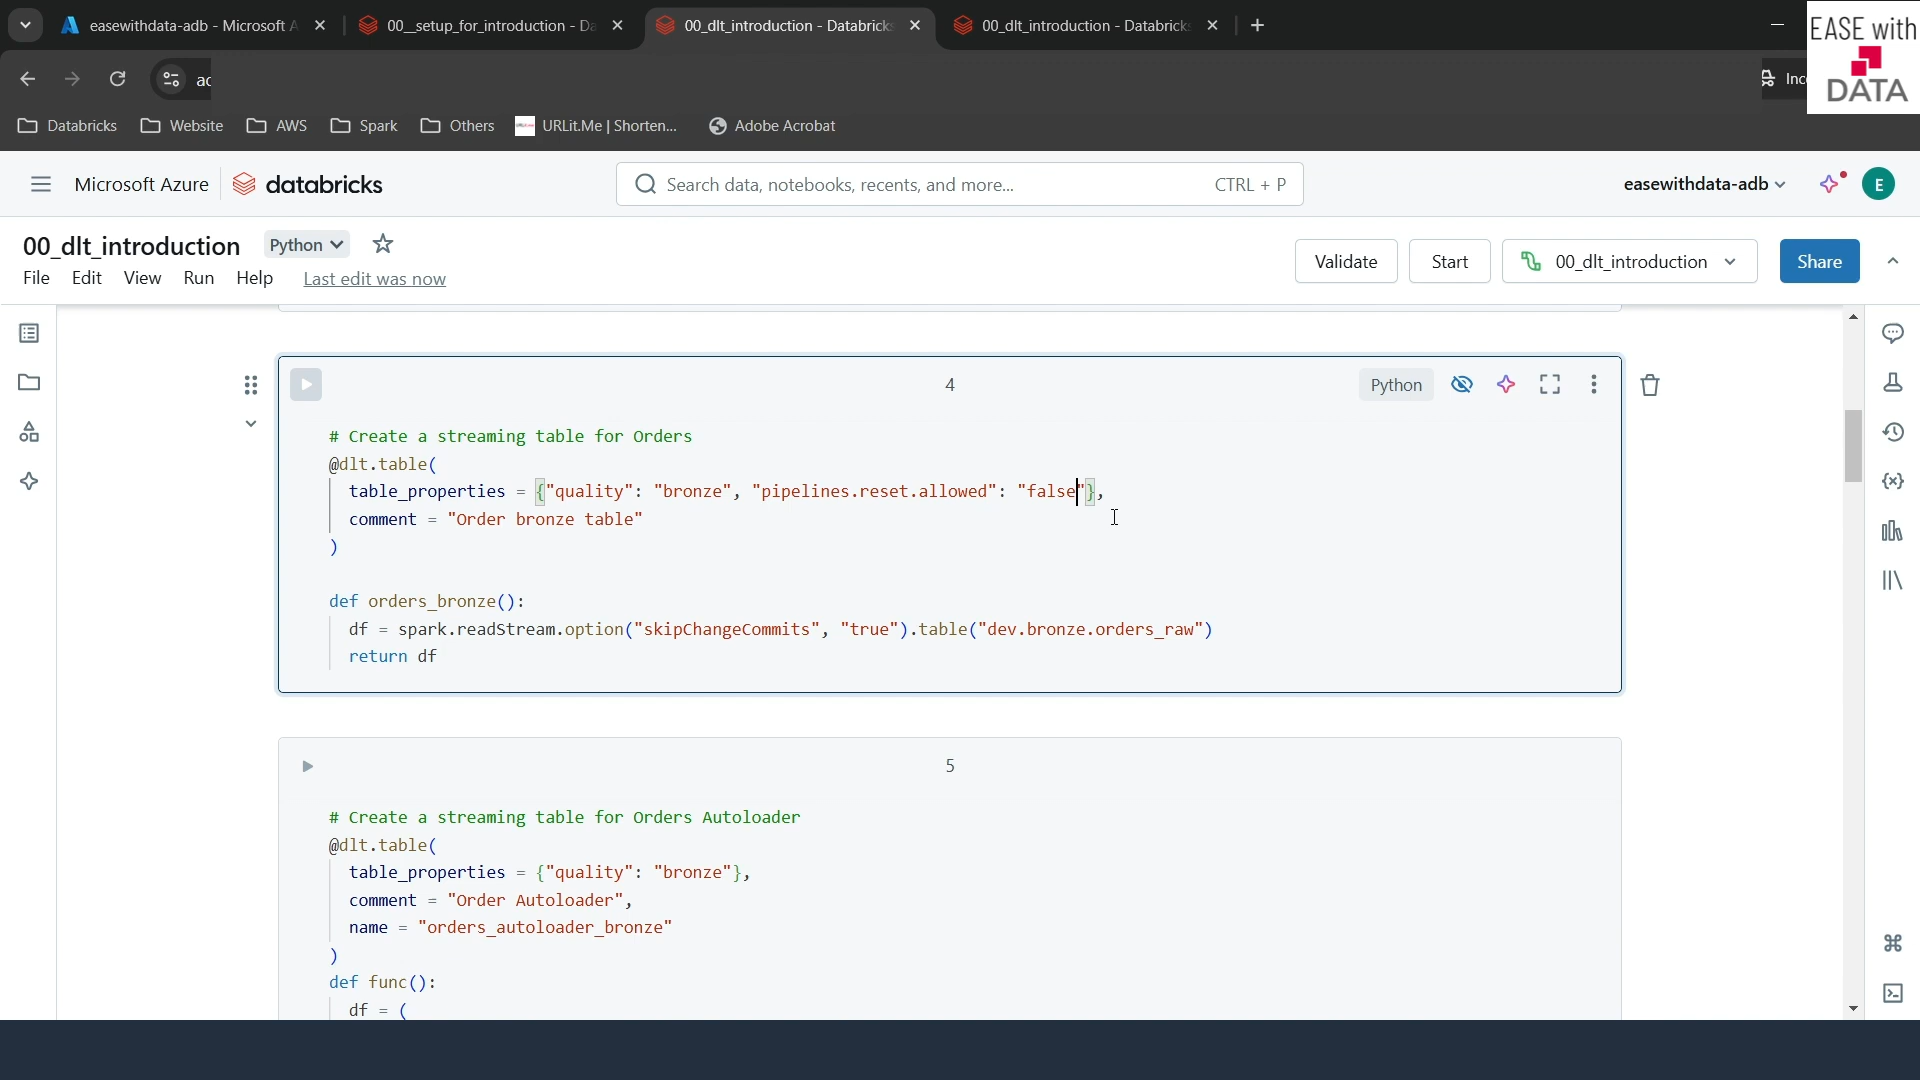 easewithdata-adb - Microsoft A
00__setup_for_introduction - Da
00_dlt_introduction - Databrick
00_dlt_introduction - Databrick
EASE with
DATA
ac
Inc
Databricks
Website
AWS
Spark
Others
URLit.Me | Shorten...
Adobe Acrobat
Microsoft Azure
databricks
Search data, notebooks, recents, and more...
CTRL + P
easewithdata-adb
E
00_dlt_introduction
Python
File
Edit
View
Run
Help
Last edit was now
Validate
Start
00_dlt_introduction
Share
4
Python
# Create a streaming table for Orders
@dlt.table(
table_properties = {"quality": "bronze", "pipelines.reset.allowed": "false"},
comment = "Order bronze table"
)
def orders_bronze():
df = spark.readStream.option("skipChangeCommits", "true").table("dev.bronze.orders_raw")
return df
5
# Create a streaming table for Orders Autoloader
@dlt.table(
table_properties = {"quality": "bronze"},
comment = "Order Autoloader",
name = "orders_autoloader_bronze"
)
def func():
df = (